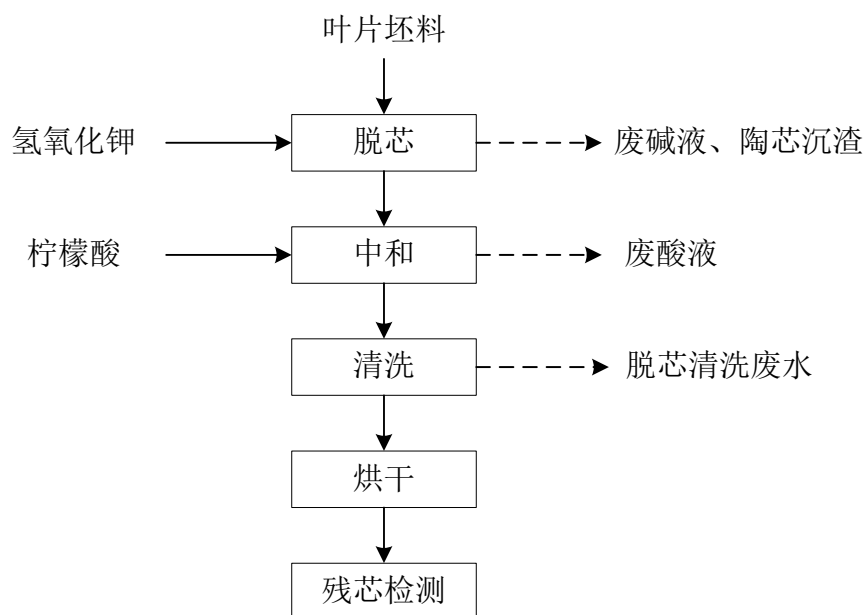 叶片坯料
氢氧化钾
脱芯
废碱液、陶芯沉渣
柠檬酸
中和
废酸液
清洗
脱芯清洗废水
烘干
残芯检测